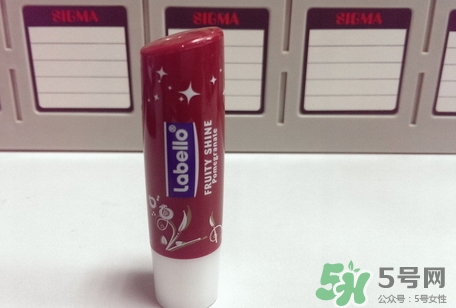 SIGMA
SIGMA
SIGMA
Labello®
FRUITY SHINE
Pomegranate
5号网
公众号：5号女性